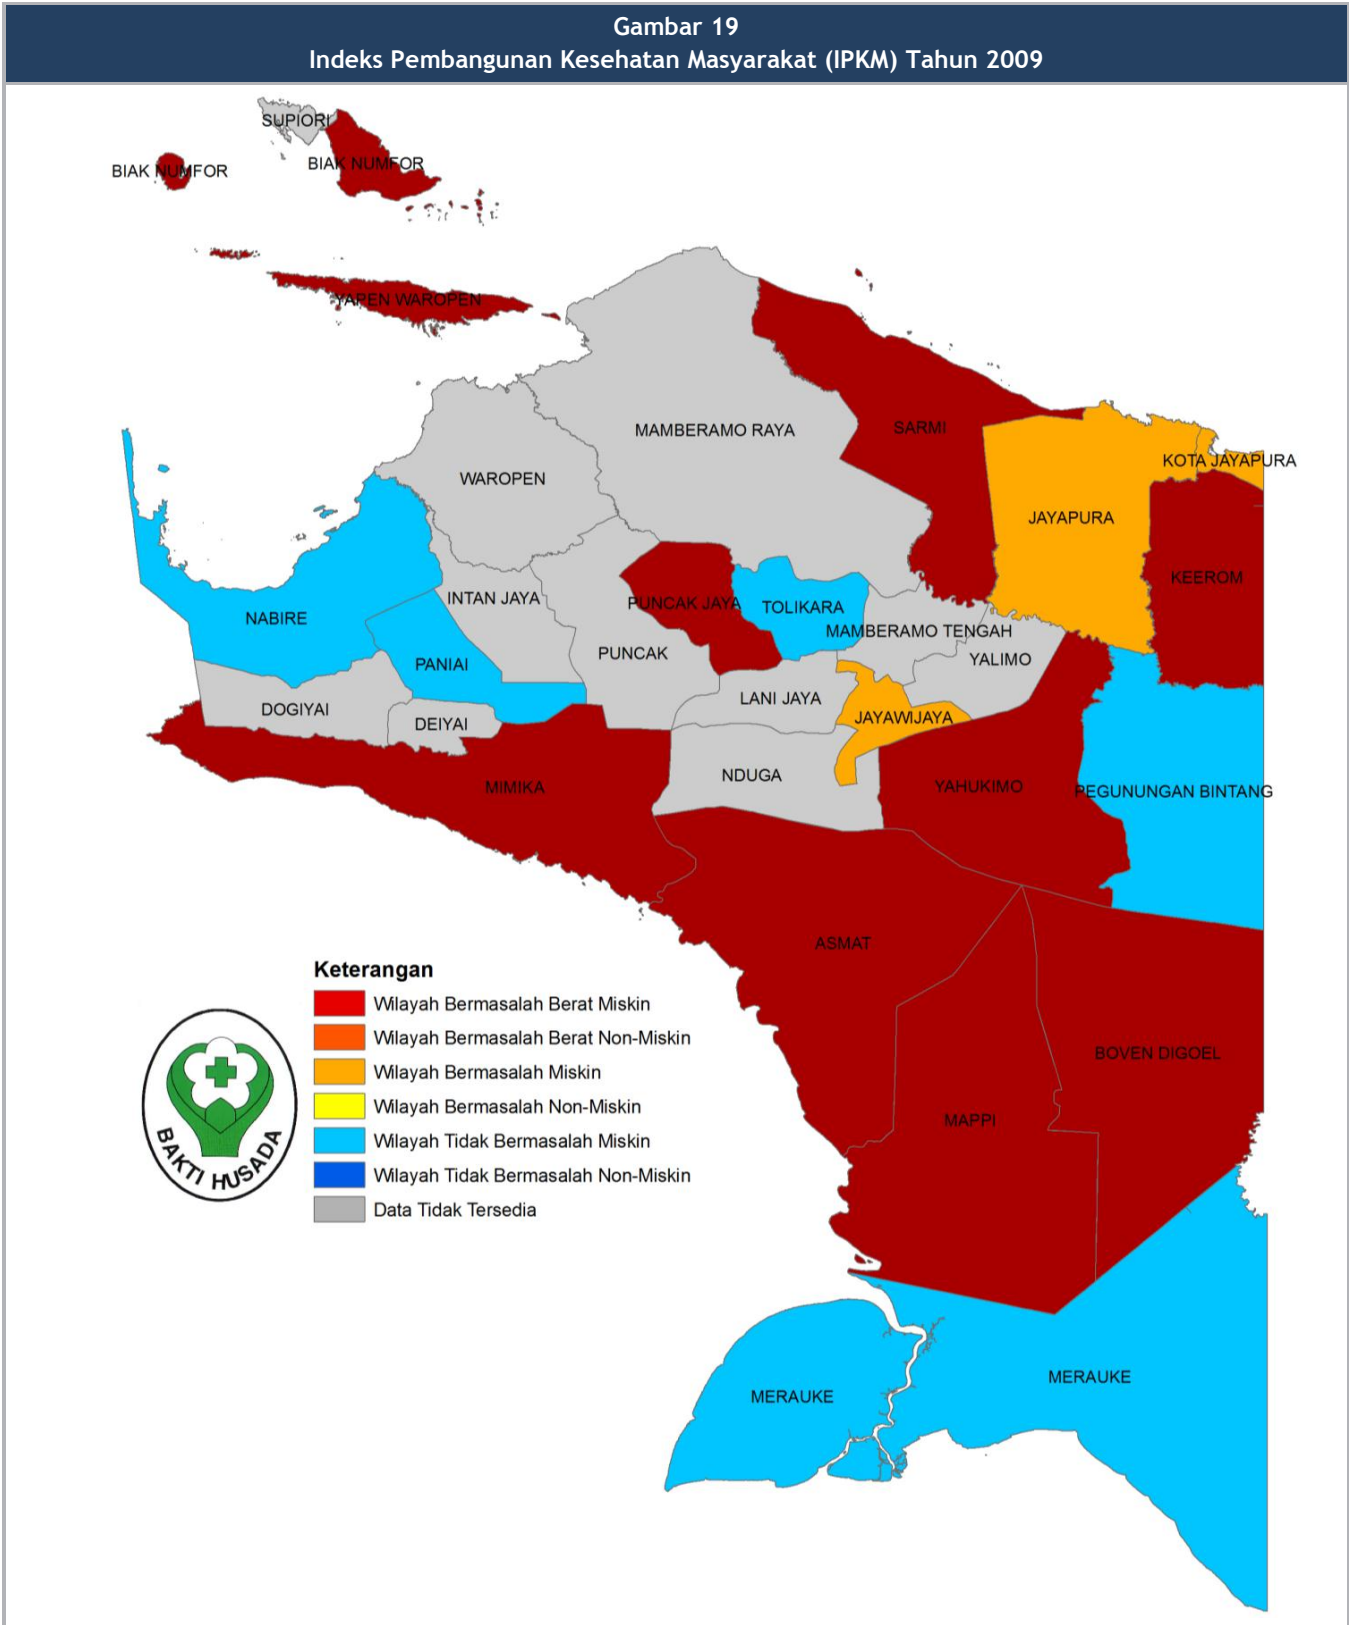 Gambar 19
Indeks Pembangunan Kesehatan Masyarakat (IPKM) Tahun 2009
SUPIORI
BIAK NUMFOR
BIAK NUMFOR
YAPEN WAROPEN
MAMBERAMO RAYA
SARMI
KOTA JAYAPURA
WAROPEN
JAYAPURA
KEEROM
INTAN JAYA
PUNCAK JAYA
TOLIKARA
NABIRE
MAMBERAMO TENGAH
PUNCAK
YALIMO
PANIAI
LANI JAYA
DOGIYAI
JAYAWIJAYA
DEIYAI
NDUGA
MIMIKA
YAHUKIMO
PEGUNUNGAN BINTANG
ASMAT
BOVEN DIGOEL
MAPPI
Keterangan
Wilayah Bermasalah Berat Miskin
Wilayah Bermasalah Berat Non-Miskin
Wilayah Bermasalah Miskin
Wilayah Bermasalah Non-Miskin
Wilayah Tidak Bermasalah Miskin
Wilayah Tidak Bermasalah Non-Miskin
Data Tidak Tersedia
BAKTI HUSADA
MERAUKE
MERAUKE